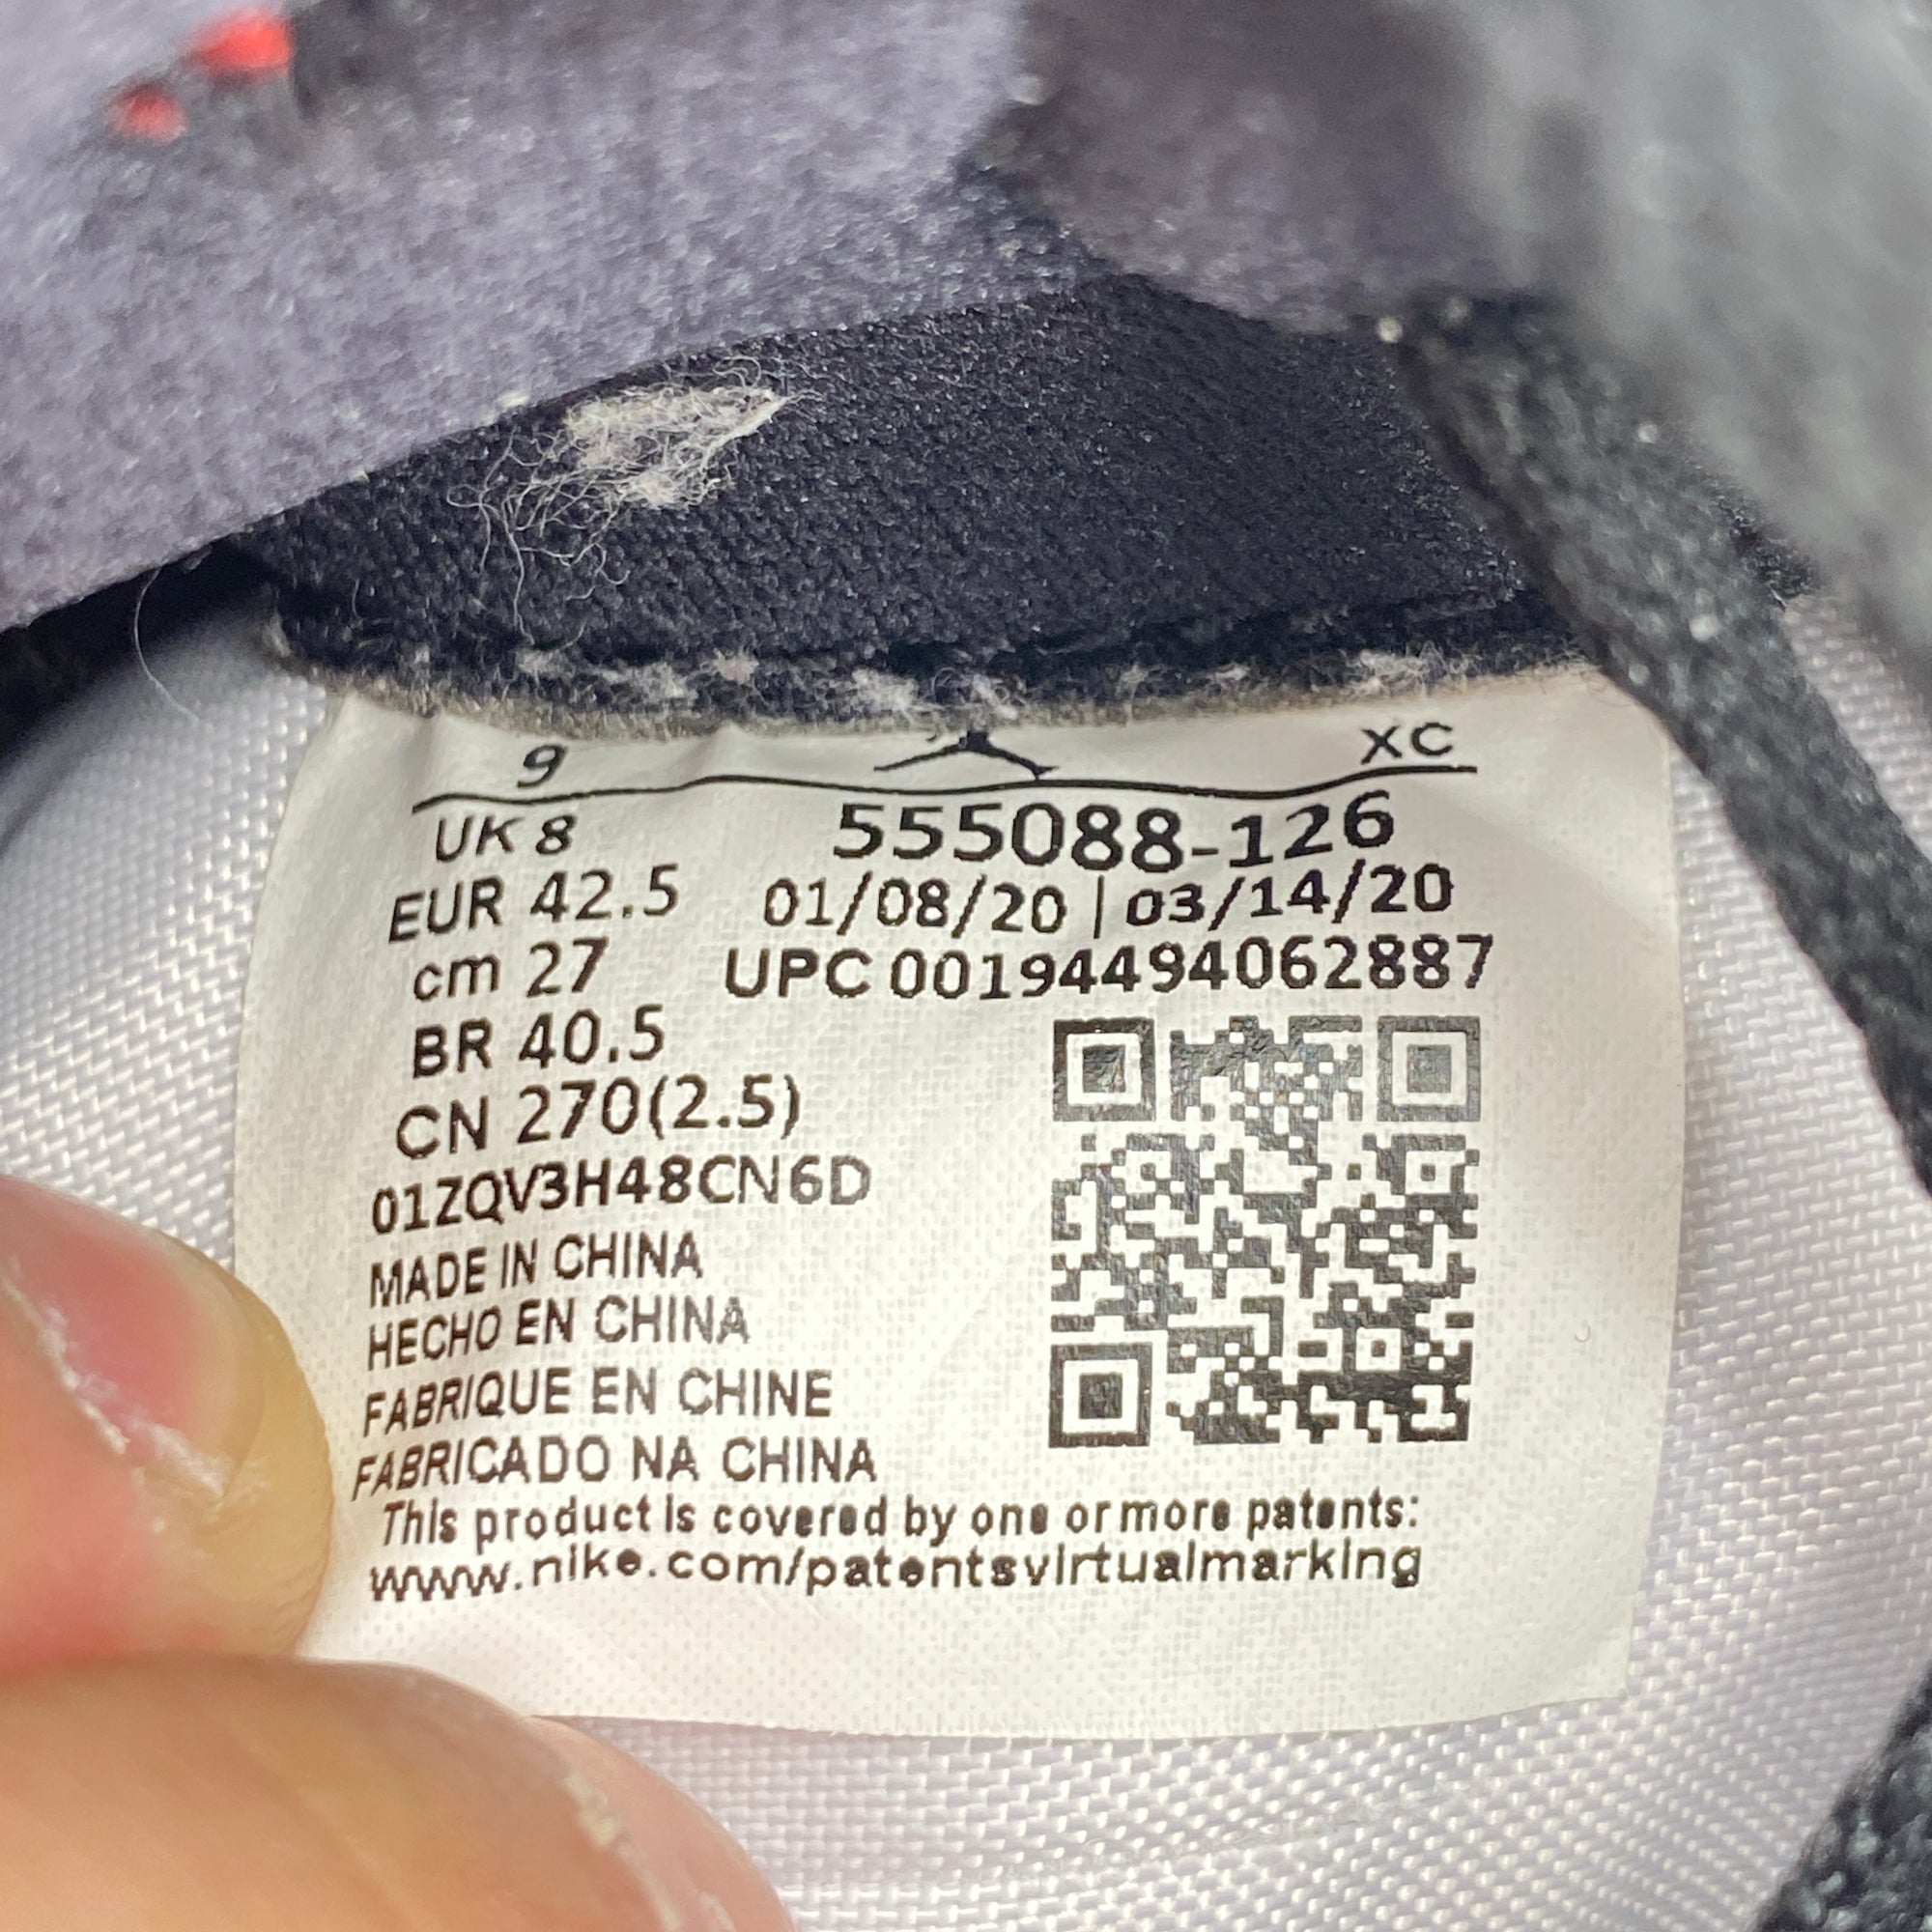 9 XC
UK 8 555088-126
EUR 42.5 01/08/20 | 03/14/20
cm 27 UPC 00194494062887
BR 40.5
CN 270(2.5)
01ZQV3H48CN6D
MADE IN CHINA
HECHO EN CHINA
FABRIQUE EN CHINE
FABRICADO NA CHINA
This product is covered by one or more patents:
www.nike.com/patentsvirtualmarking